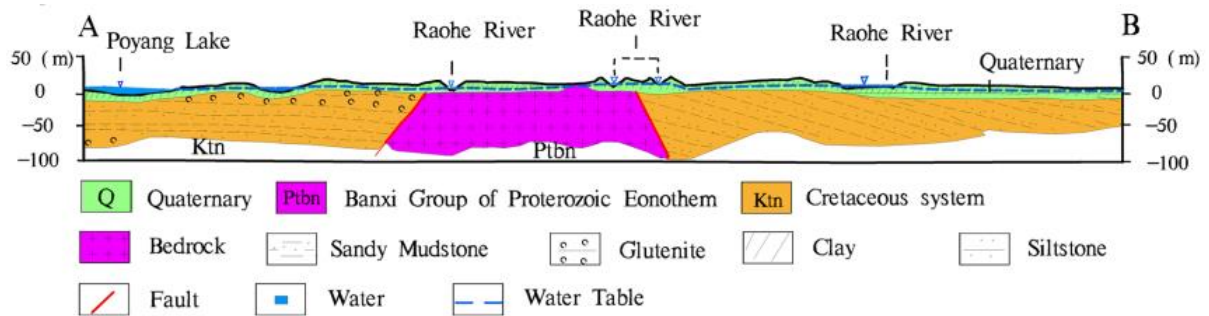 A B
Raohe River
Poyang Lake Raohe River Raohe River
50 (m) Quaternary 50 (m)
0 0
−50 −50
−100 Ktn Ptbn −100
Q Quaternary Ptbn Banxi Group of Proterozoic Eonothem Ktn Cretaceous system
Bedrock Sandy Mudstone Glutenite Clay Siltstone
Fault Water Water Table